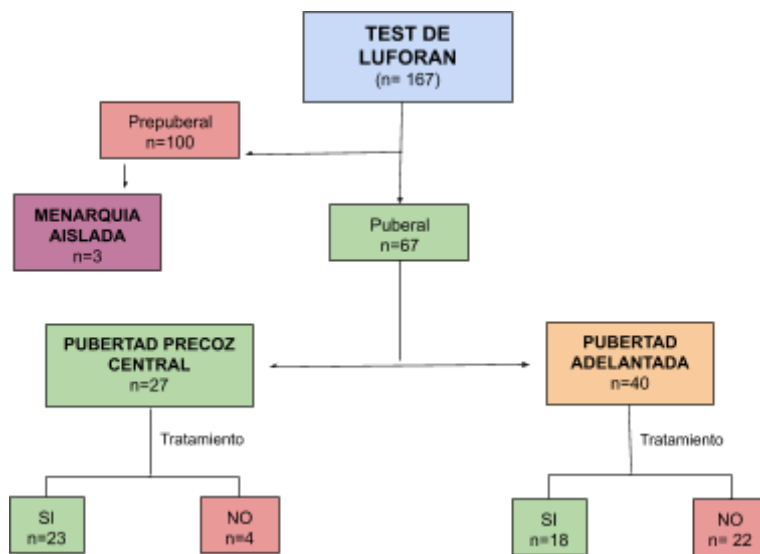 TEST DE
LUFORAN
(n= 167)
Prepuberal
n=100
MENARQUIA
AISLADA
n=3
Puberal
n=67
PUBERTAD PRECOZ
CENTRAL
n=27
PUBERTAD
ADELANTADA
n=40
Tratamiento
Tratamiento
SI
n=23
NO
n=4
SI
n=18
NO
n= 22